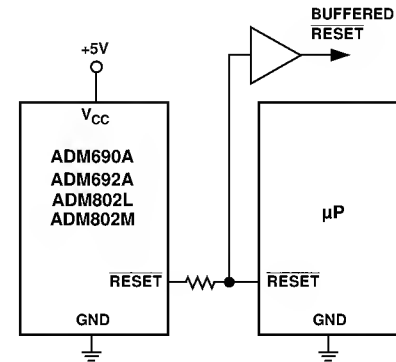 BUFFERED
RESET
+5V
VCC
ADM690A
ADM692A
ADM802L
ADM802M
µP
RESET
RESET
GND
GND